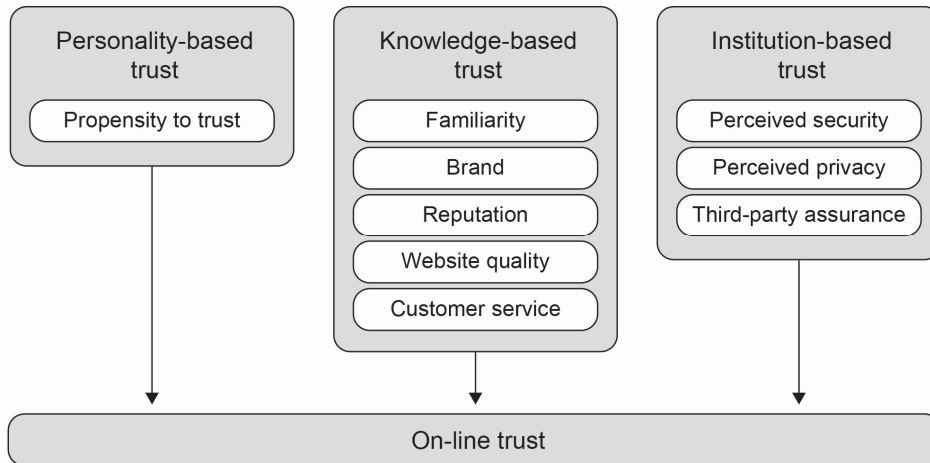 Personality-based
trust
Propensity to trust
Knowledge-based
trust
Familiarity
Brand
Reputation
Website quality
Customer service
Institution-based
trust
Perceived security
Perceived privacy
Third-party assurance
On-line trust